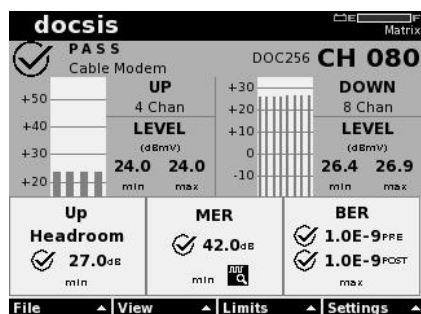 docsis
E F
Matrix
PASS
Cable Modem
DOC256 CH 080
UP
4 Chan
LEVEL
(dBmV)
24.0 24.0
min max
+50
+40
+30
+20
DOWN
8 Chan
LEVEL
(dBmV)
26.4 26.9
min max
+30
+20
+10
0
-10
Up
Headroom
27.0dB
min
MER
42.0dB
min
BER
1.0E-9PRE
1.0E-9POST
max
File View Limits Settings